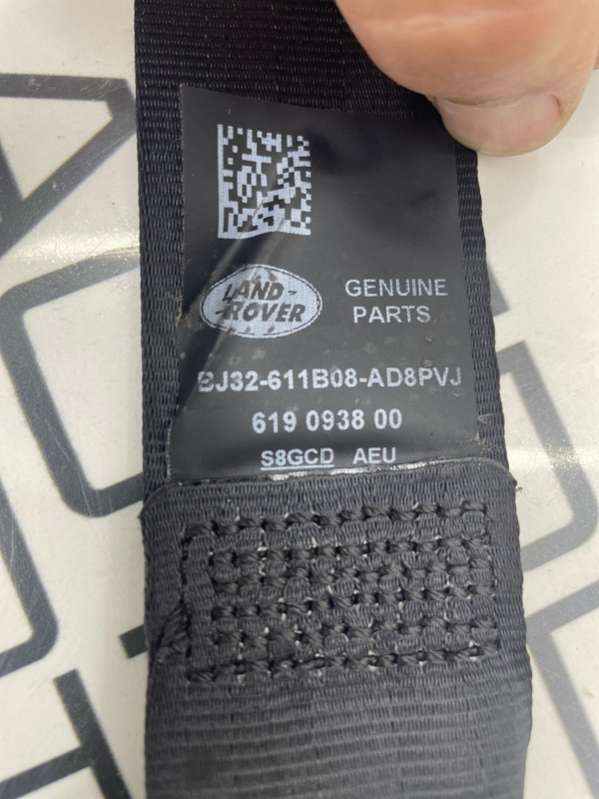 LAND-
-ROVER
GENUINE
PARTS
BJ32-611B08-AD8PVJ
619 0938 00
S8GCD AEU